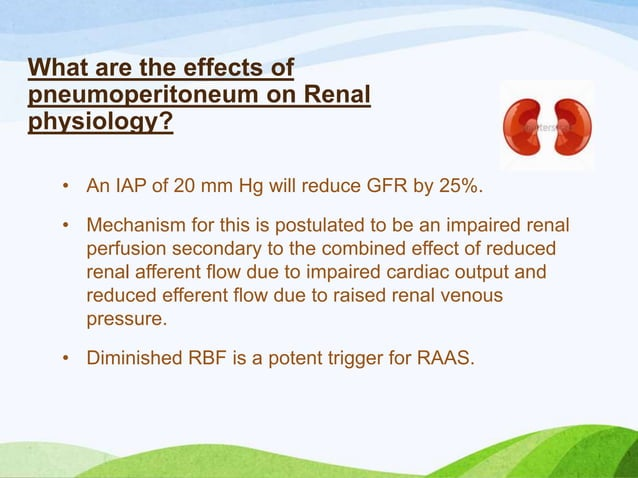 What are the effects of
pneumoperitoneum on Renal
physiology?
• An IAP of 20 mm Hg will reduce GFR by 25%.
• Mechanism for this is postulated to be an impaired renal
perfusion secondary to the combined effect of reduced
renal afferent flow due to impaired cardiac output and
reduced efferent flow due to raised renal venous
pressure.
• Diminished RBF is a potent trigger for RAAS.